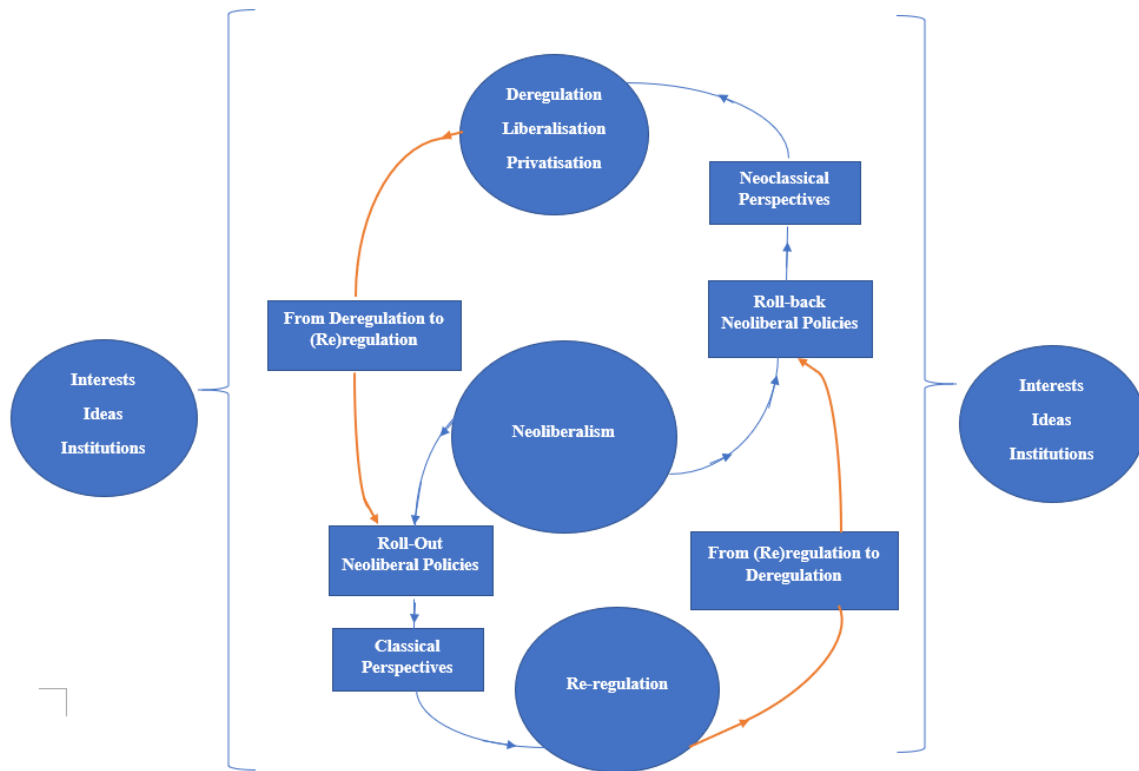 Deregulation
Liberalisation
Privatisation
Neoclassical
Perspectives
Roll-back
Neoliberal Policies
From Deregulation to
(Re)regulation
Interests
Ideas
Institutions
Neoliberalism
Interests
Ideas
Institutions
Roll-Out
Neoliberal Policies
From (Re)regulation to
Deregulation
Classical
Perspectives
Re-regulation